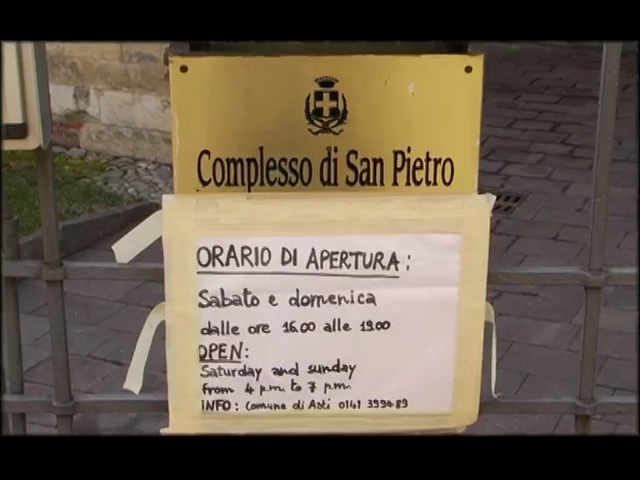 Complesso di San Pietro
ORARIO DI APERTURA:
Sabato e domenica
dalle ore 16.00 alle 19.00
OPEN:
Saturday and sunday
from 4 p.m. to 7 p.m.
INFO: Comune di Asti 0141 399489